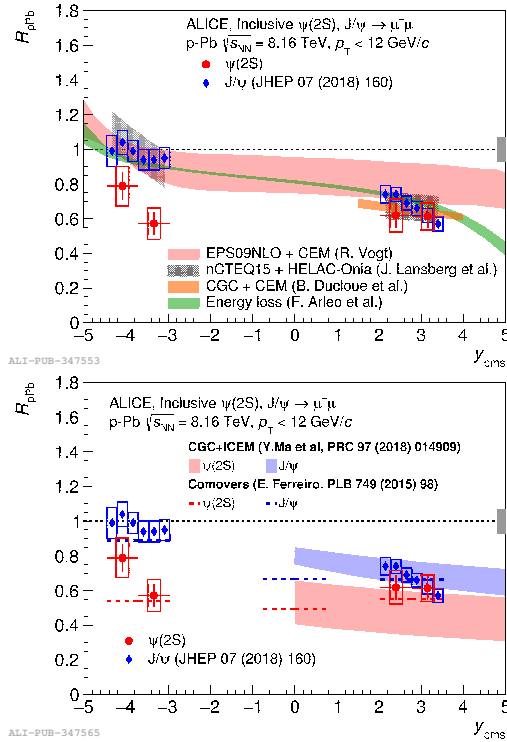 R_pPb
ALICE, Inclusive ψ(2S), J/ψ → μ⁺μ⁻
p-Pb √s_NN = 8.16 TeV, p_T < 12 GeV/c
ψ(2S)
J/ψ (JHEP 07 (2018) 160)
1.8
1.6
1.4
1.2
1
0.8
0.6
0.4
0.2
0
EPS09NLO + CEM (R. Vogt)
nCTEQ15 + HELAC-Onia (J. Lansberg et al.)
CGC + CEM (B. Ducloue et al.)
Energy loss (F. Arleo et al.)
−5 −4 −3 −2 −1 0 1 2 3 4 5
y_cms
ALI-PUB-347553
R_pPb
1.8
1.6
1.4
1.2
1
0.8
0.6
0.4
0.2
0
ALICE, Inclusive ψ(2S), J/ψ → μ⁺μ⁻
p-Pb √s_NN = 8.16 TeV, p_T < 12 GeV/c
CGC+ICEM (Y.Ma et al, PRC 97 (2018) 014909)
ψ(2S) J/ψ
Comovers (E. Ferreiro. PLB 749 (2015) 98)
ψ(2S) J/ψ
ψ(2S)
J/ψ (JHEP 07 (2018) 160)
−5 −4 −3 −2 −1 0 1 2 3 4 5
y_cms
ALI-PUB-347565